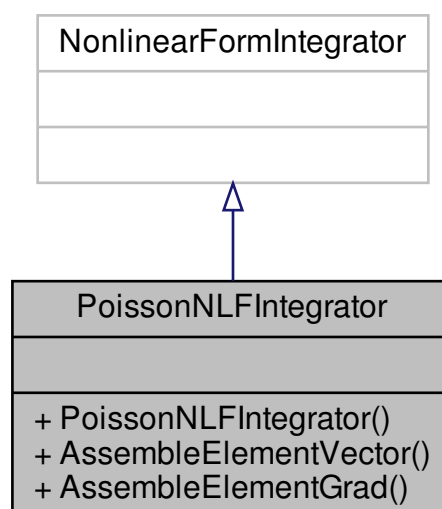 NonlinearFormIntegrator
PoissonNLFIntegrator
+ PoissonNLFIntegrator()
+ AssembleElementVector()
+ AssembleElementGrad()